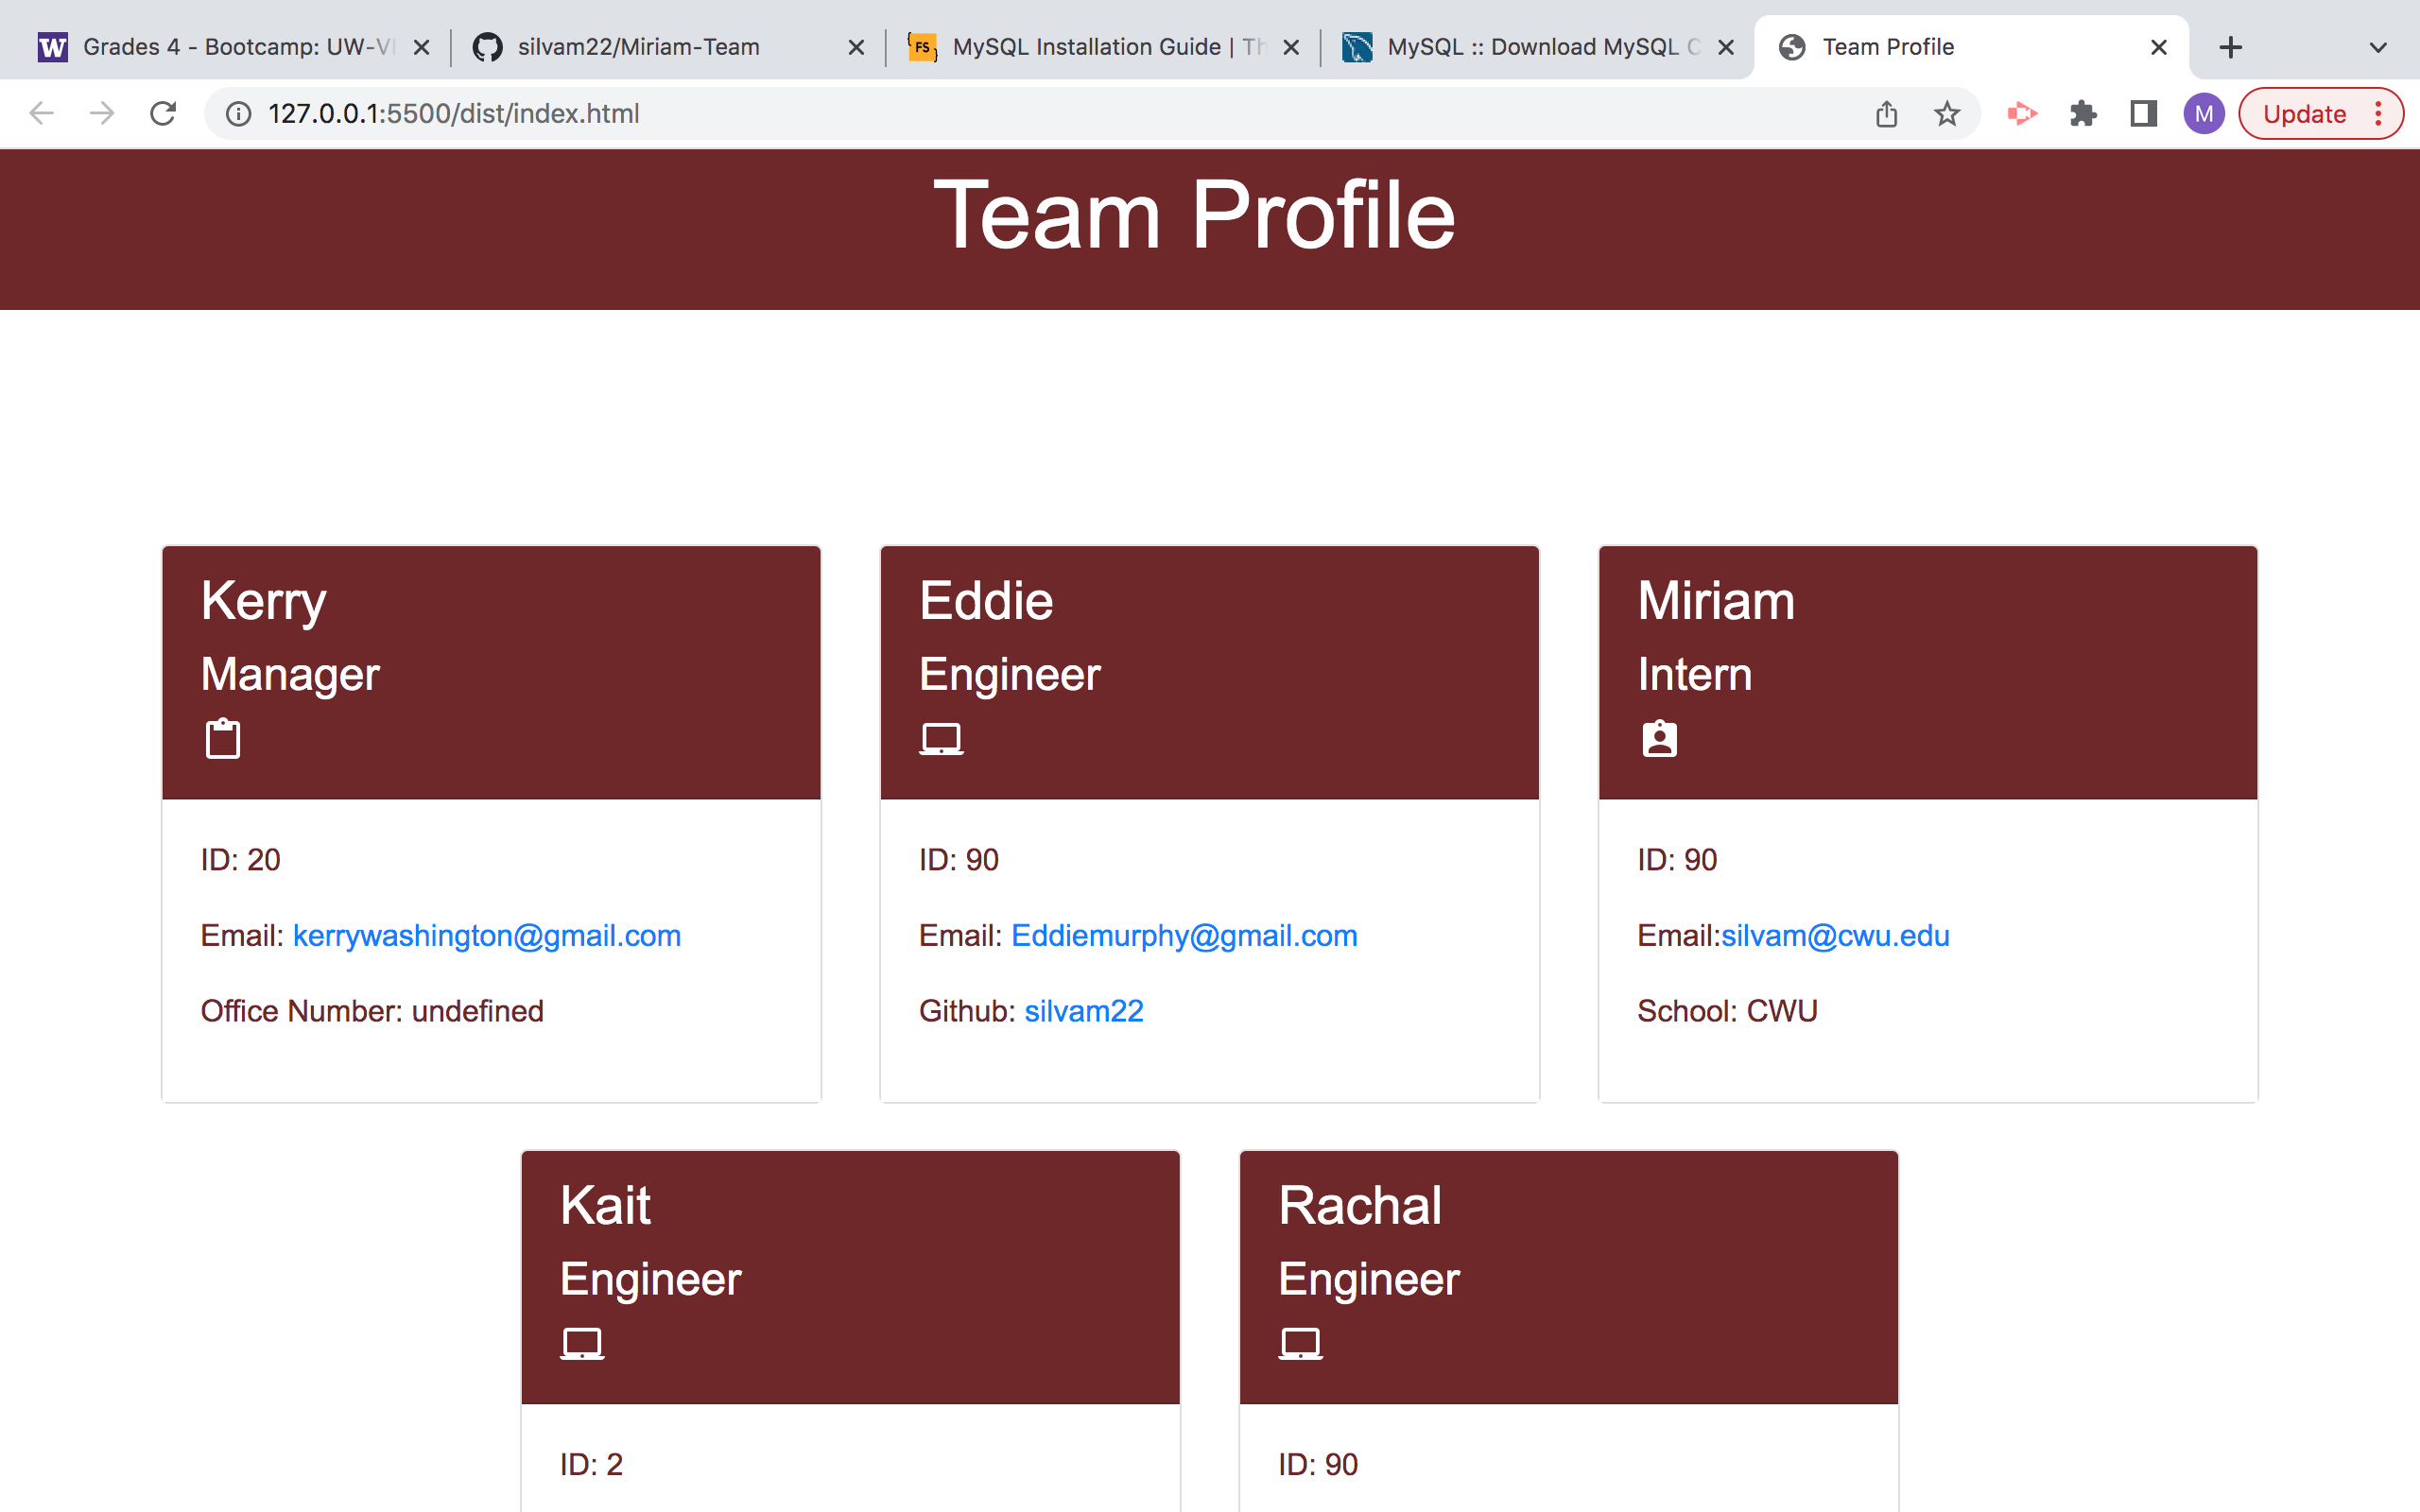 Grades 4 - Bootcamp: UW-VI
silvam22/Miriam-Team
FS
MySQL Installation Guide | Th
MySQL :: Download MySQL C
Team Profile
127.0.0.1:5500/dist/index.html
M
Update
Team Profile
Kerry
Manager
ID: 20
Email: kerrywashington@gmail.com
Office Number: undefined
Eddie
Engineer
ID: 90
Email: Eddiemurphy@gmail.com
Github: silvam22
Miriam
Intern
ID: 90
Email:silvam@cwu.edu
School: CWU
Kait
Engineer
ID: 2
Rachal
Engineer
ID: 90